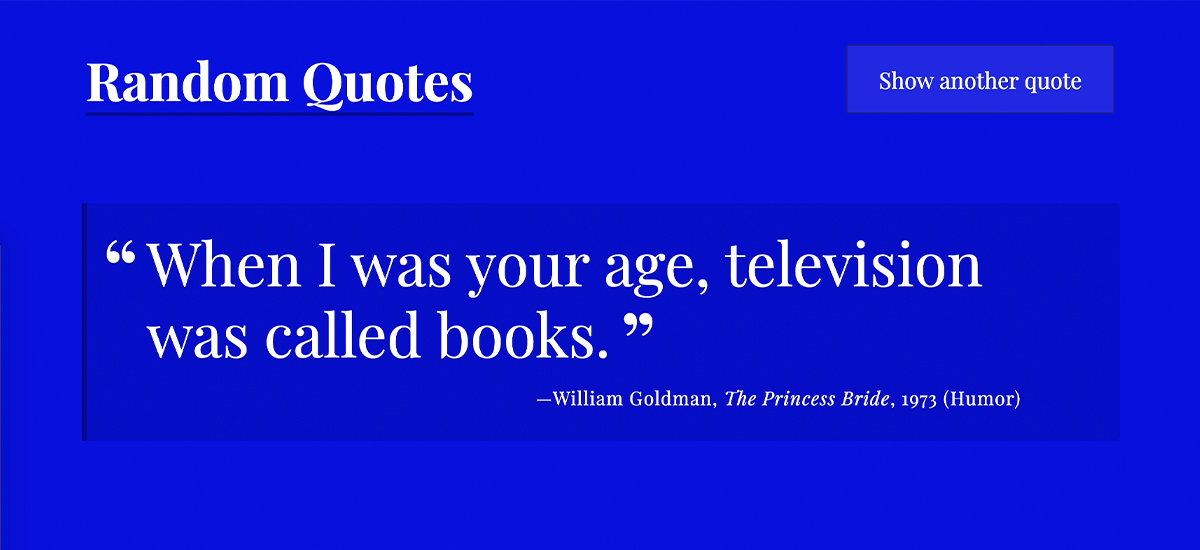 Random Quotes
Show another quote
“When I was your age, television
was called books.”
—William Goldman, The Princess Bride, 1973 (Humor)